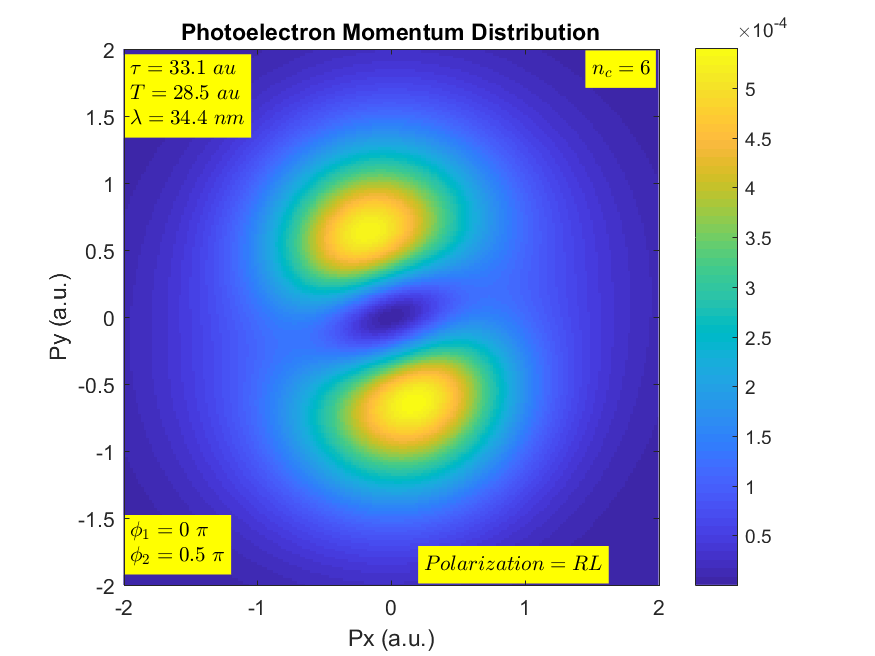 Photoelectron Momentum Distribution
×10⁻⁴
τ = 33.1 au
T = 28.5 au
λ = 34.4 nm
n_c = 6
2
1.5
1
0.5
0
-0.5
-1
-1.5
-2
Py (a.u.)
5
4.5
4
3.5
3
2.5
2
1.5
1
0.5
ϕ₁ = 0 π
ϕ₂ = 0.5 π
Polarization = RL
-2 -1 0 1 2
Px (a.u.)